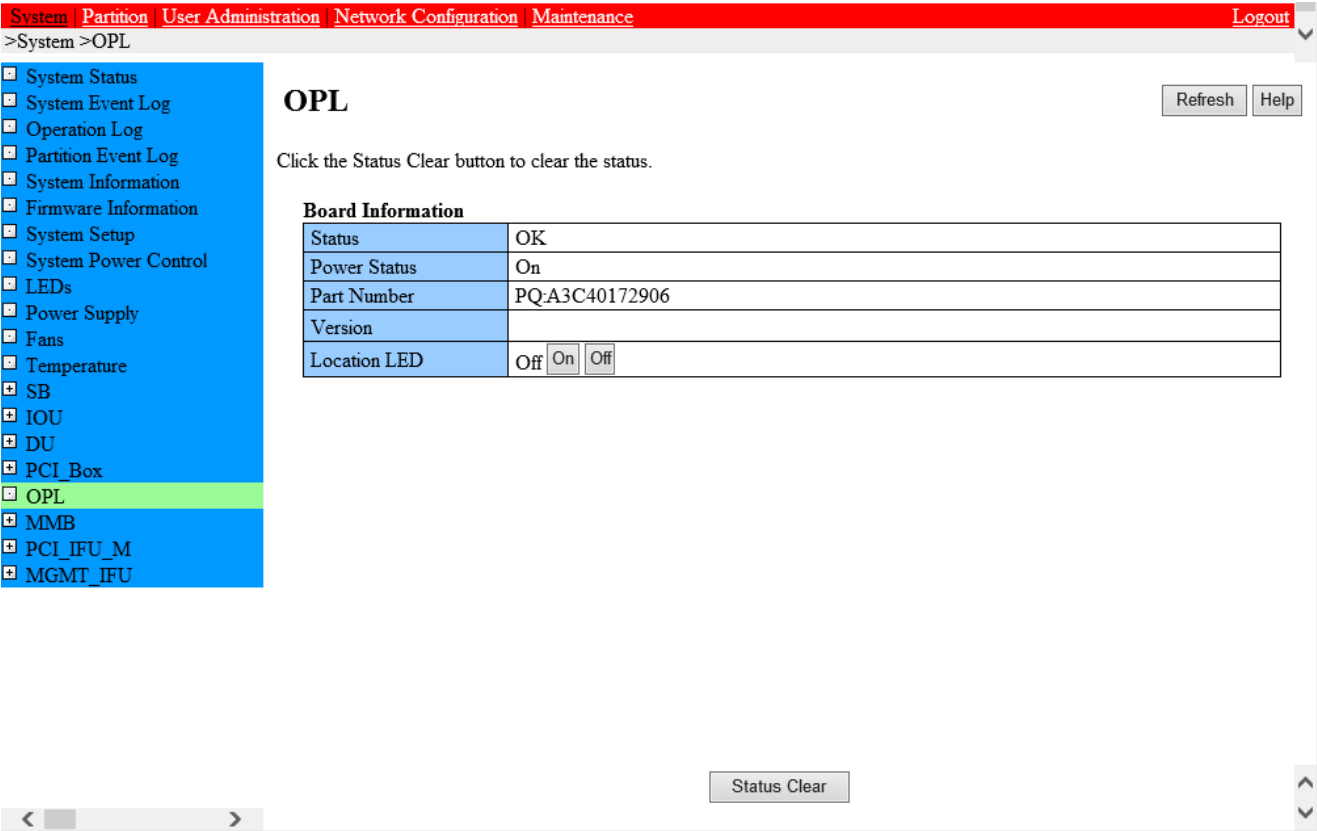 System | Partition | User Administration | Network Configuration | Maintenance Logout
>System >OPL
System Status
System Event Log
Operation Log
Partition Event Log
System Information
Firmware Information
System Setup
System Power Control
LEDs
Power Supply
Fans
Temperature
SB
IOU
DU
PCI_Box
OPL
MMB
PCI_IFU_M
MGMT_IFU
OPL
Refresh Help
Click the Status Clear button to clear the status.
Board Information
Status OK
Power Status On
Part Number PQ:A3C40172906
Version
Location LED Off On Off
Status Clear